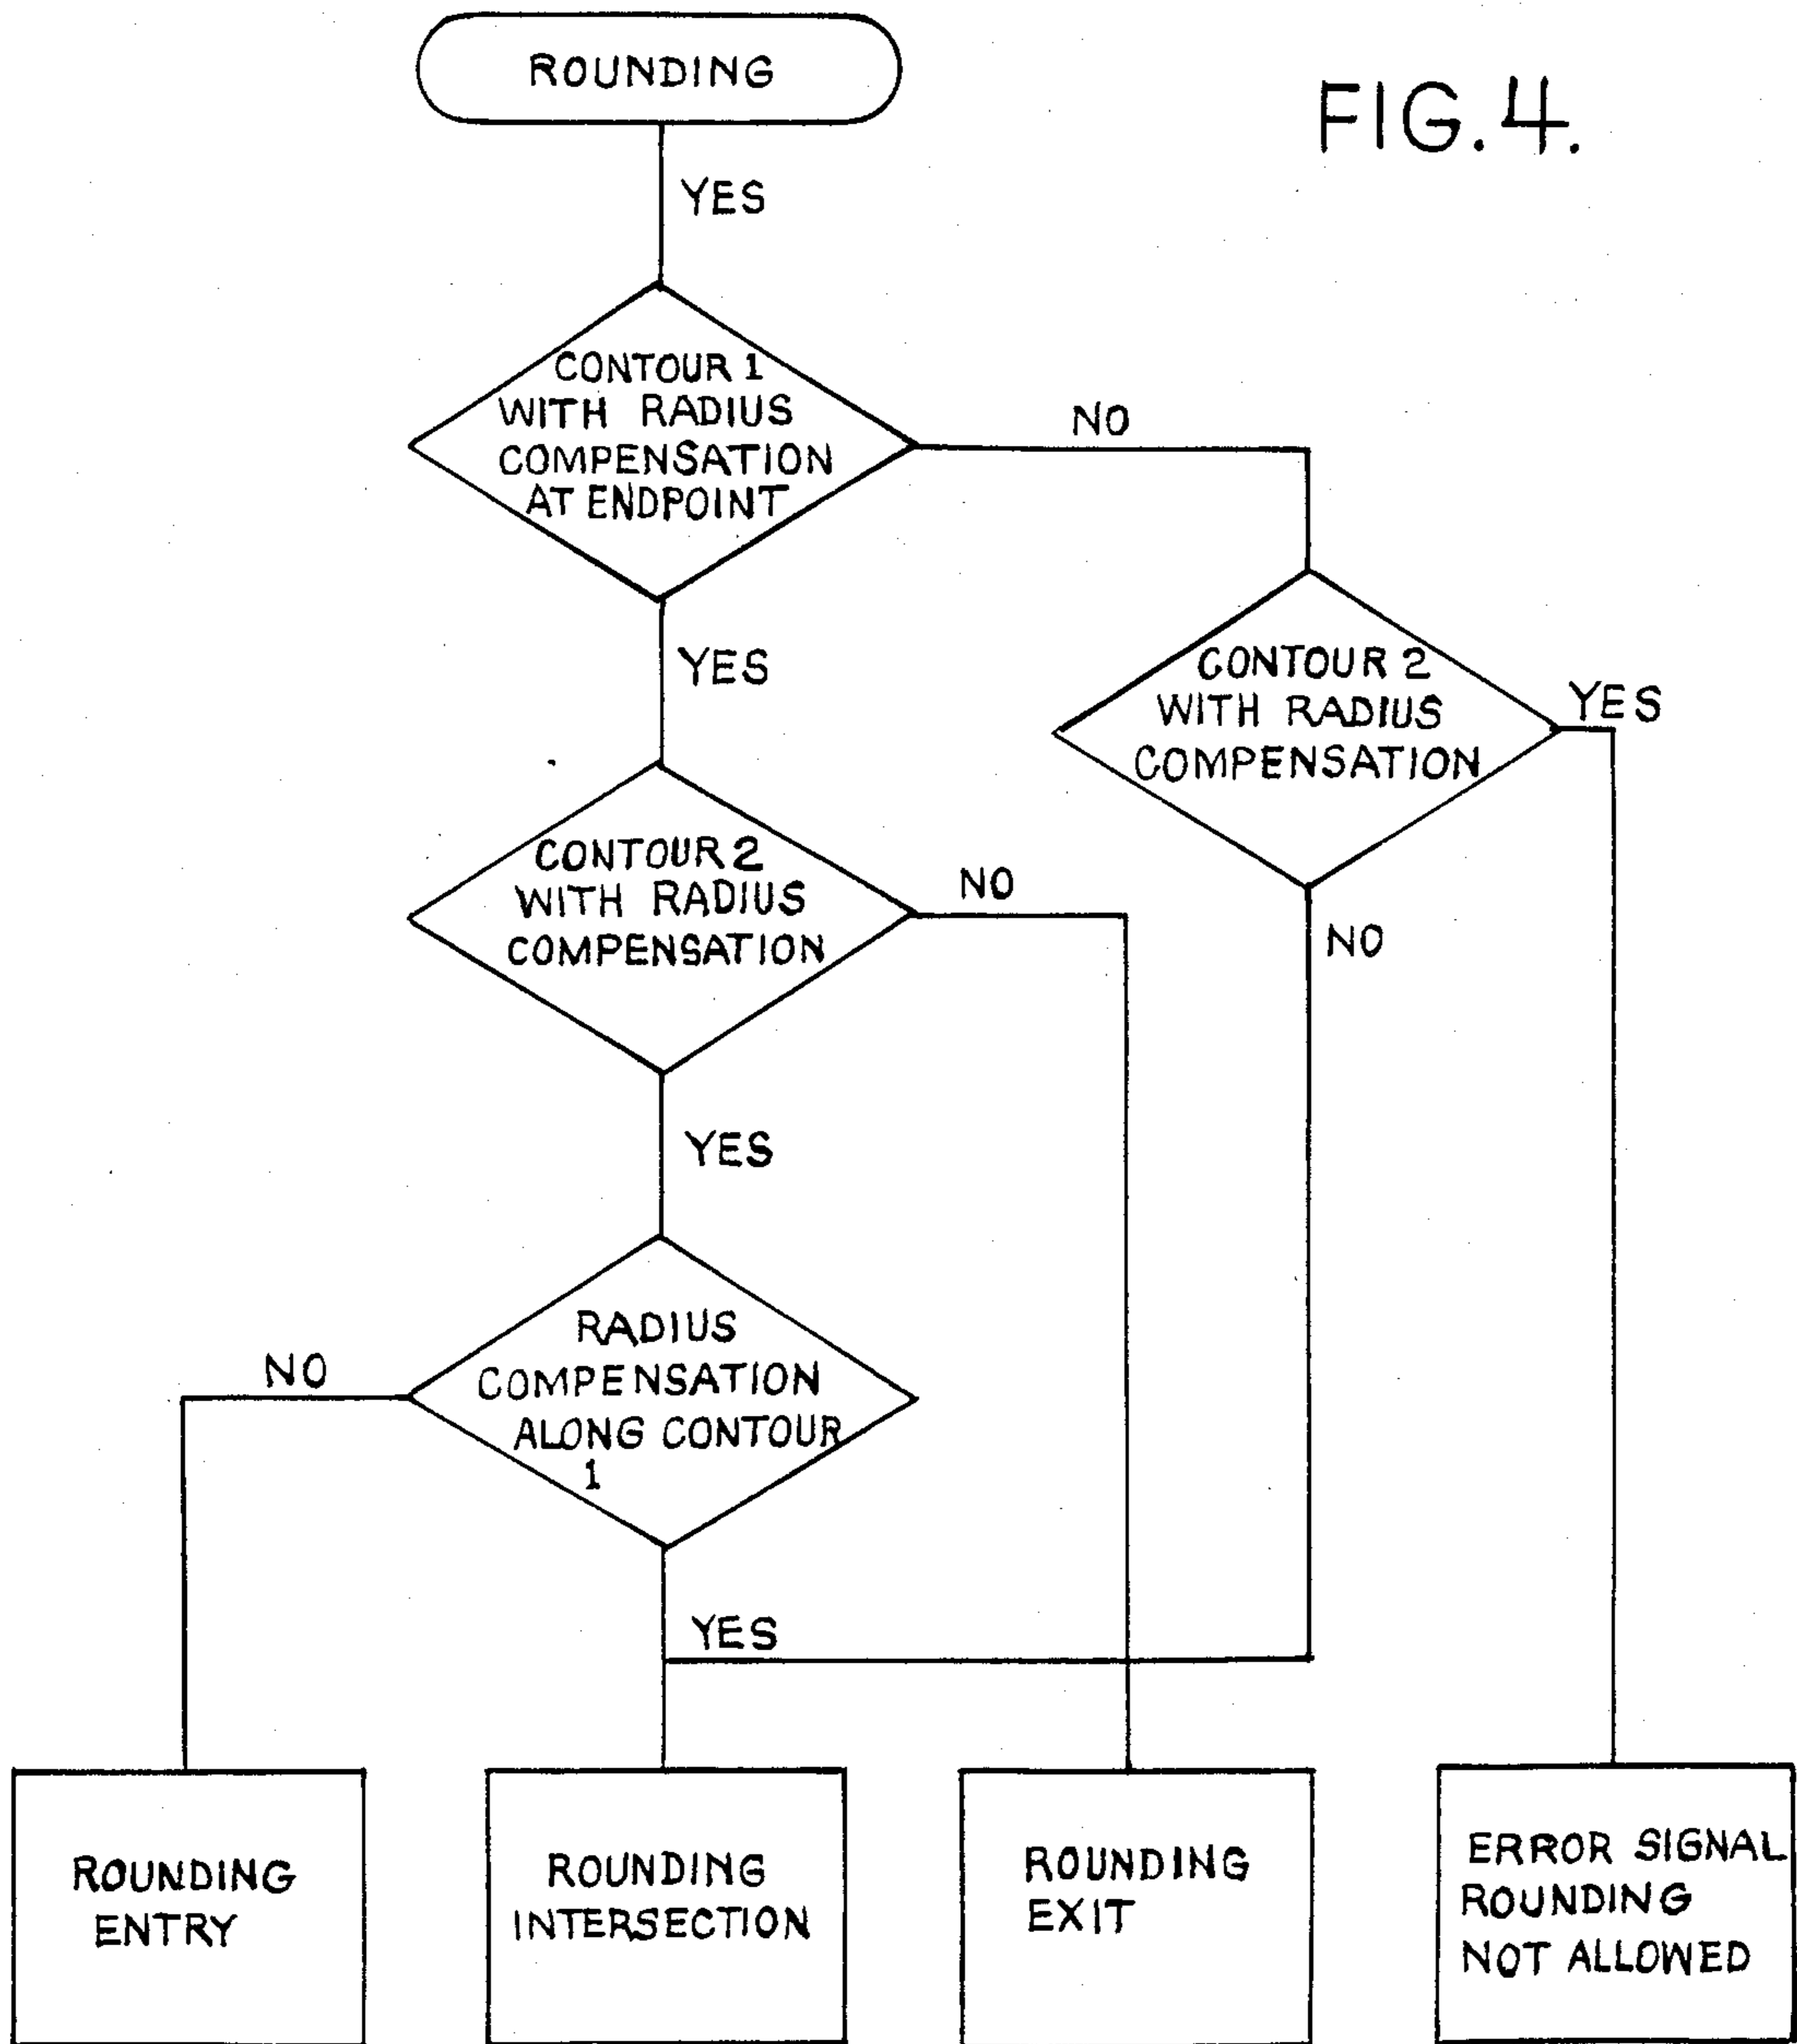 ROUNDING
FIG. 4.
YES
CONTOUR 1
WITH RADIUS
COMPENSATION
AT ENDPOINT
NO
YES
CONTOUR 2
WITH RADIUS
COMPENSATION
YES
NO
CONTOUR 2
WITH RADIUS
COMPENSATION
NO
YES
RADIUS
COMPENSATION
ALONG CONTOUR
1
NO
YES
ROUNDING
ENTRY
ROUNDING
INTERSECTION
ROUNDING
EXIT
ERROR SIGNAL
ROUNDING
NOT ALLOWED